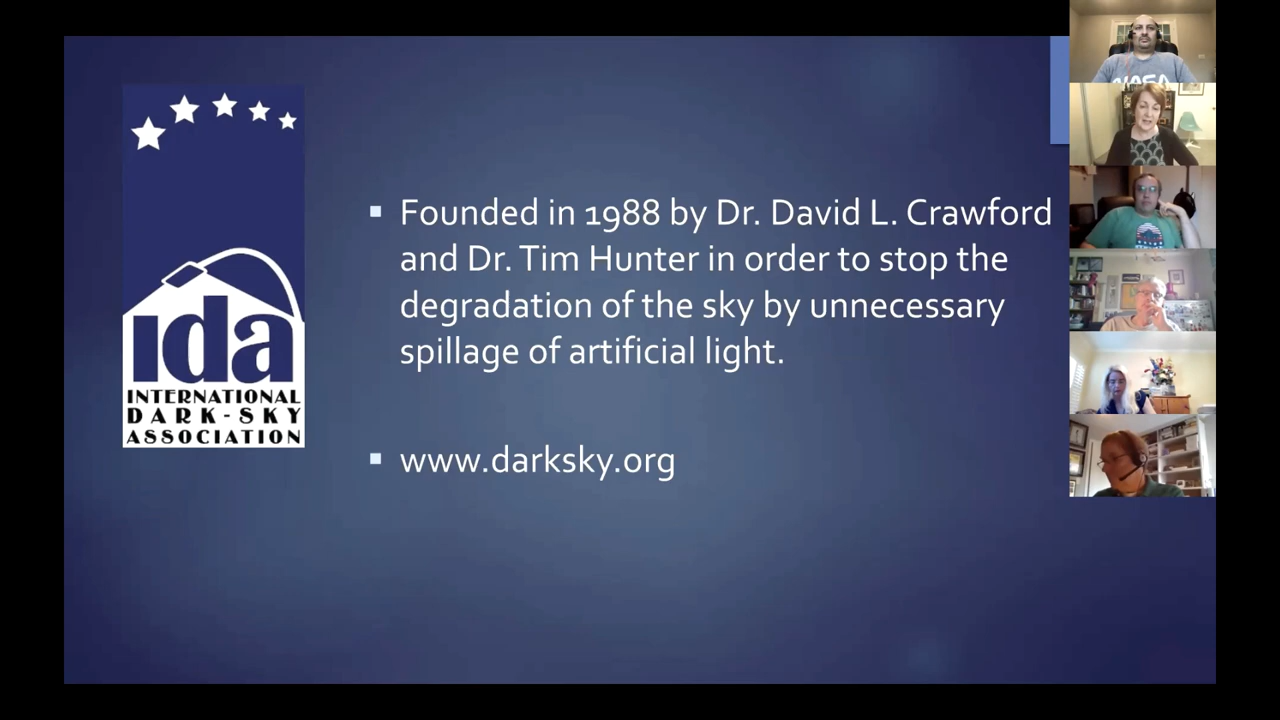 Founded in 1988 by Dr. David L. Crawford
and Dr. Tim Hunter in order to stop the
degradation of the sky by unnecessary
spillage of artificial light.
www.darksky.org
ida
INTERNATIONAL
DARK-SKY
ASSOCIATION
NASA